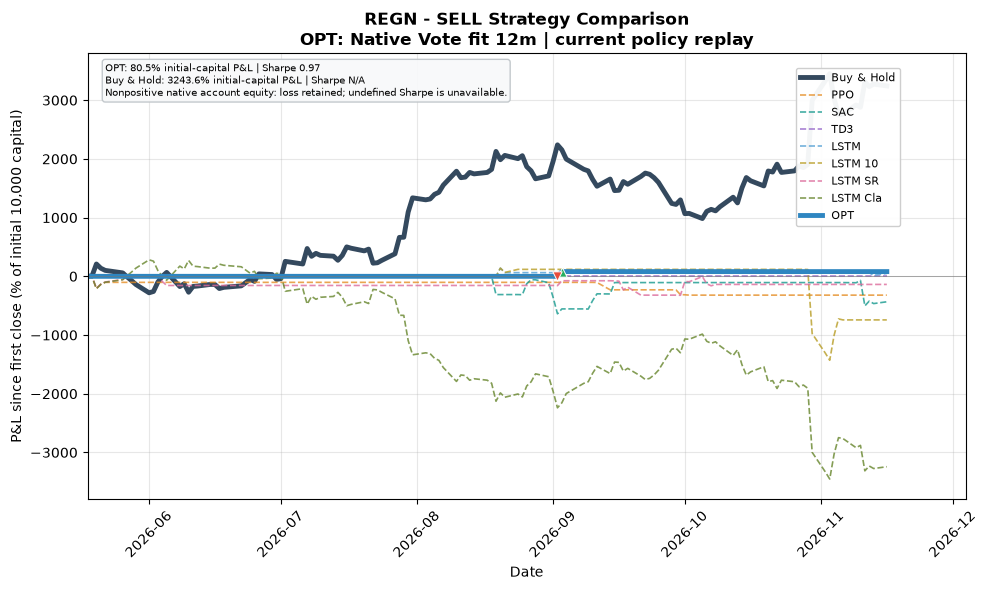 REGN - SELL Strategy Comparison
OPT: Native Vote fit 12m | current policy replay
OPT: 80.5% initial-capital P&L | Sharpe 0.97
Buy & Hold: 3243.6% initial-capital P&L | Sharpe N/A
Nonpositive native account equity: loss retained; undefined Sharpe is unavailable.
Buy & Hold
PPO
SAC
TD3
LSTM
LSTM 10
LSTM SR
LSTM Cla
OPT
P&L since first close (% of initial 10,000 capital)
3000
2000
1000
0
−1000
−2000
−3000
2026-06
2026-07
2026-08
2026-09
2026-10
2026-11
2026-12
Date